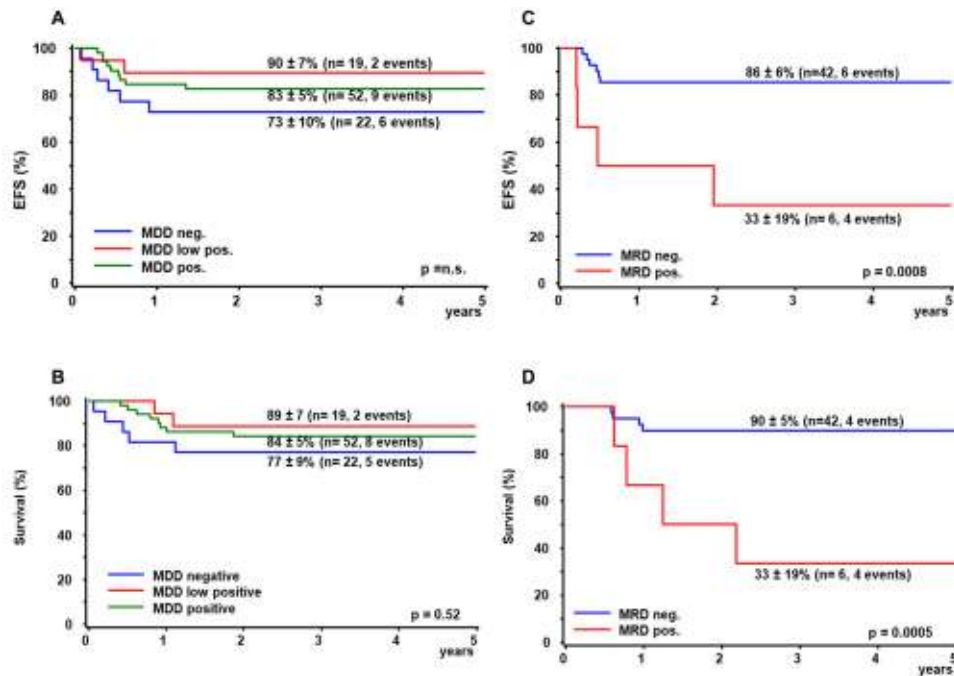 A
100
80
60
40
20
0
EFS (%)
90 ± 7% (n= 19, 2 events)
83 ± 5% (n= 52, 9 events)
73 ± 10% (n= 22, 6 events)
MDD neg.
MDD low pos.
MDD pos.
p =n.s.
0 1 2 3 4 5
years
C
100
80
60
40
20
0
EFS (%)
86 ± 6% (n=42, 6 events)
33 ± 19% (n= 6, 4 events)
MRD neg.
MRD pos.
p = 0.0008
0 1 2 3 4 5
years
B
100
80
60
40
20
0
Survival (%)
89 ± 7 (n= 19, 2 events)
84 ± 5% (n= 52, 8 events)
77 ± 9% (n= 22, 5 events)
MDD negative
MDD low positive
MDD positive
p = 0.52
0 1 2 3 4 5
years
D
100
80
60
40
20
0
Survival (%)
90 ± 5% (n=42, 4 events)
33 ± 19% (n= 6, 4 events)
MRD neg.
MRD pos.
p = 0.0005
0 1 2 3 4 5
years